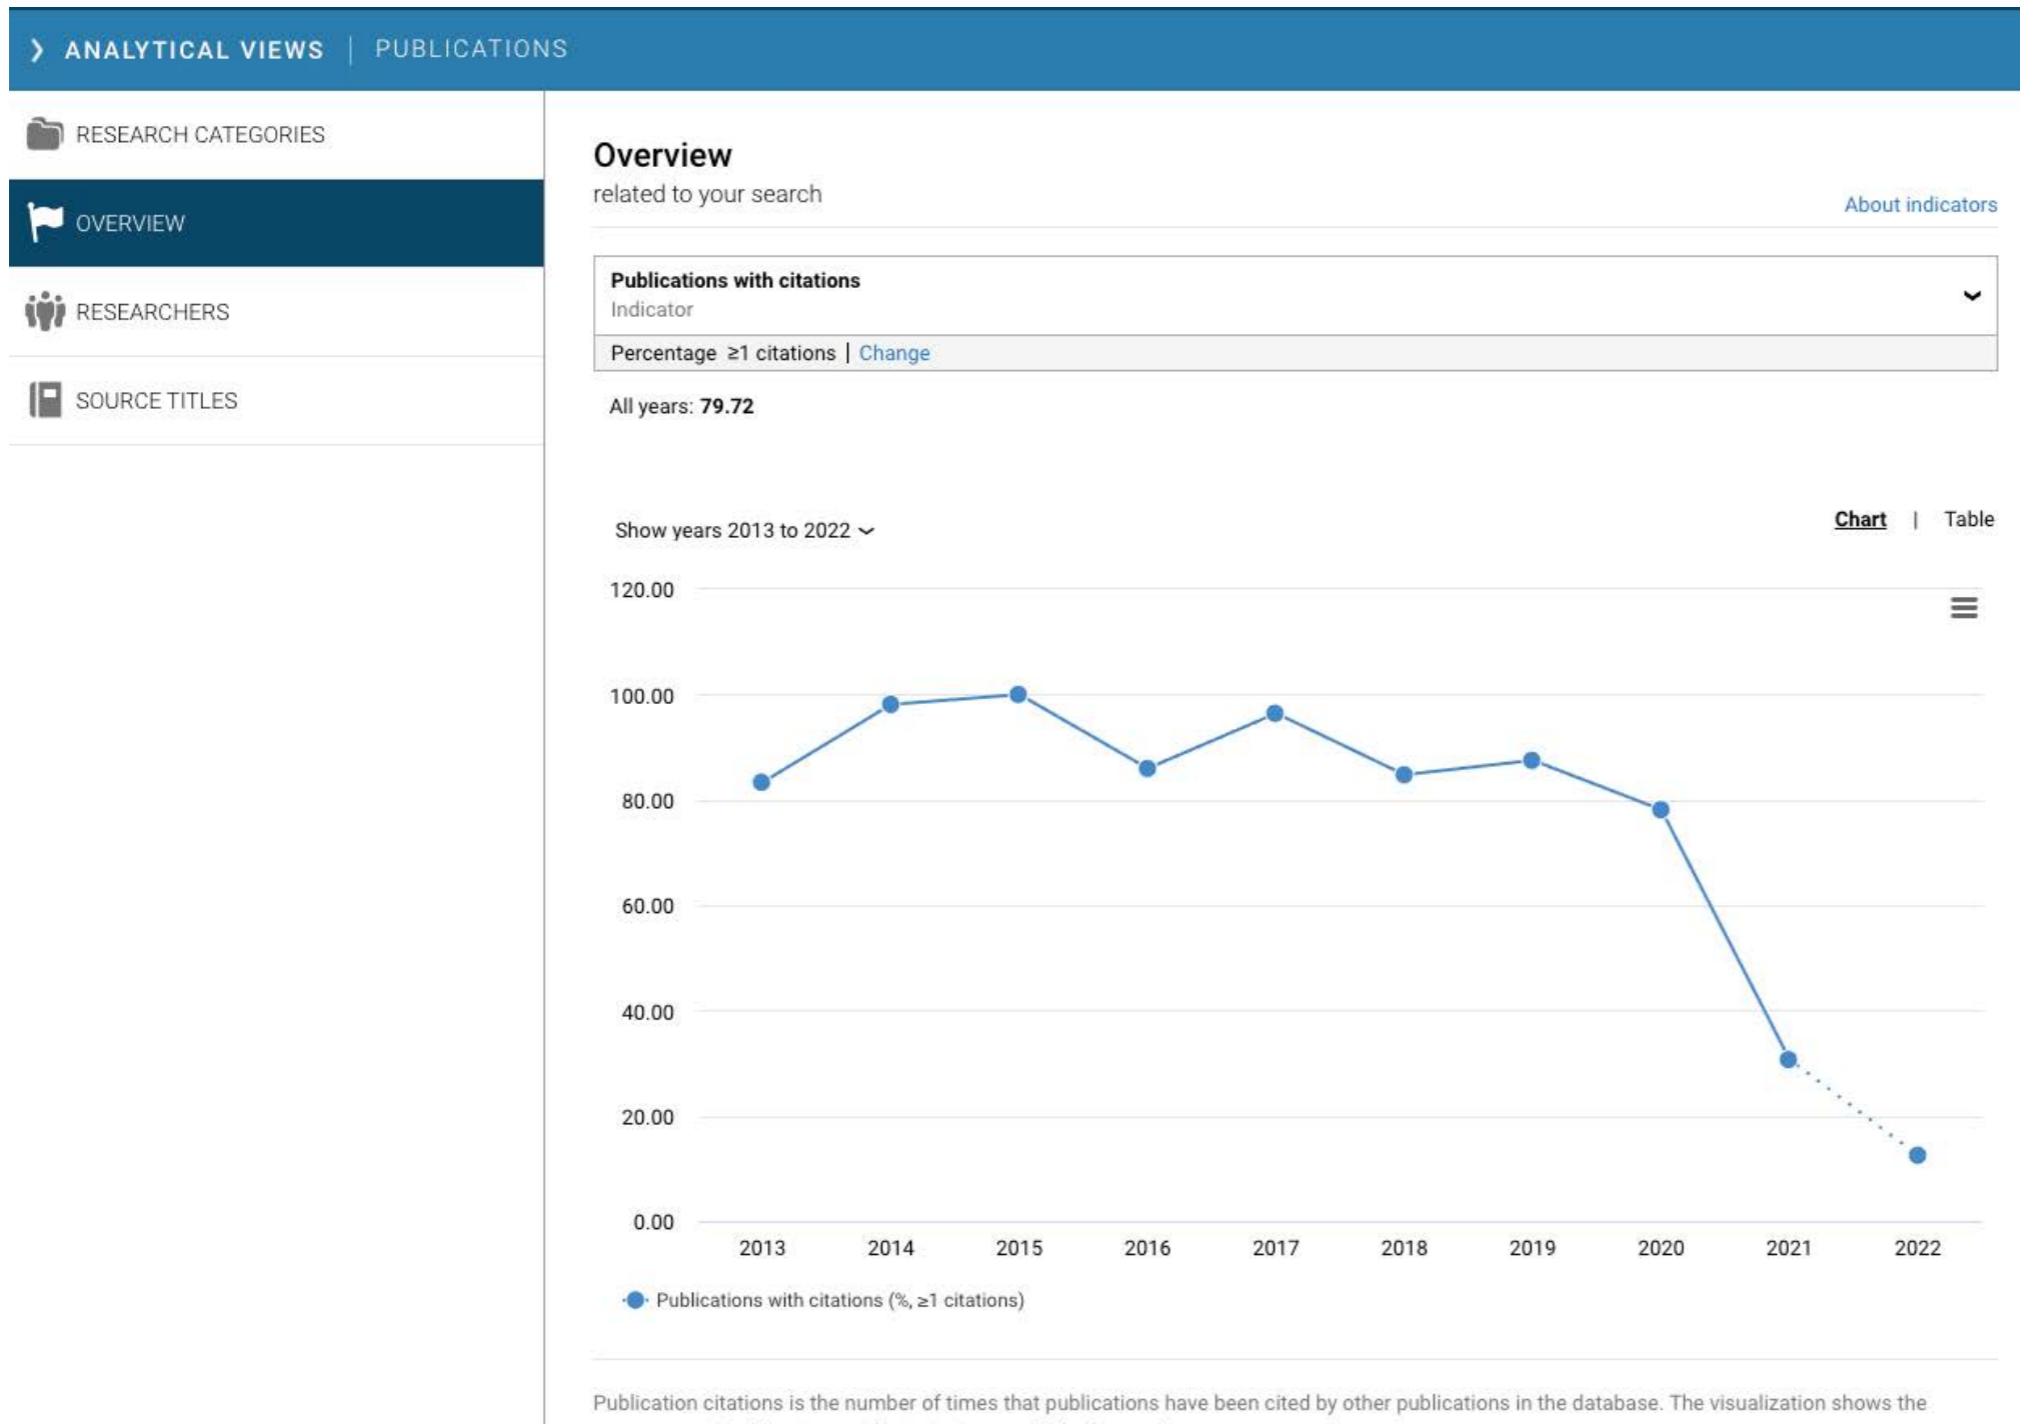 ANALYTICAL VIEWS | PUBLICATIONS
RESEARCH CATEGORIES
OVERVIEW
RESEARCHERS
SOURCE TITLES
Overview
related to your search
About indicators
Publications with citations
Indicator
Percentage ≥1 citations | Change
All years: 79.72
Show years 2013 to 2022
Chart | Table
120.00
100.00
80.00
60.00
40.00
20.00
0.00
2013 2014 2015 2016 2017 2018 2019 2020 2021 2022
Publications with citations (%, ≥1 citations)
Publication citations is the number of times that publications have been cited by other publications in the database. The visualization shows the